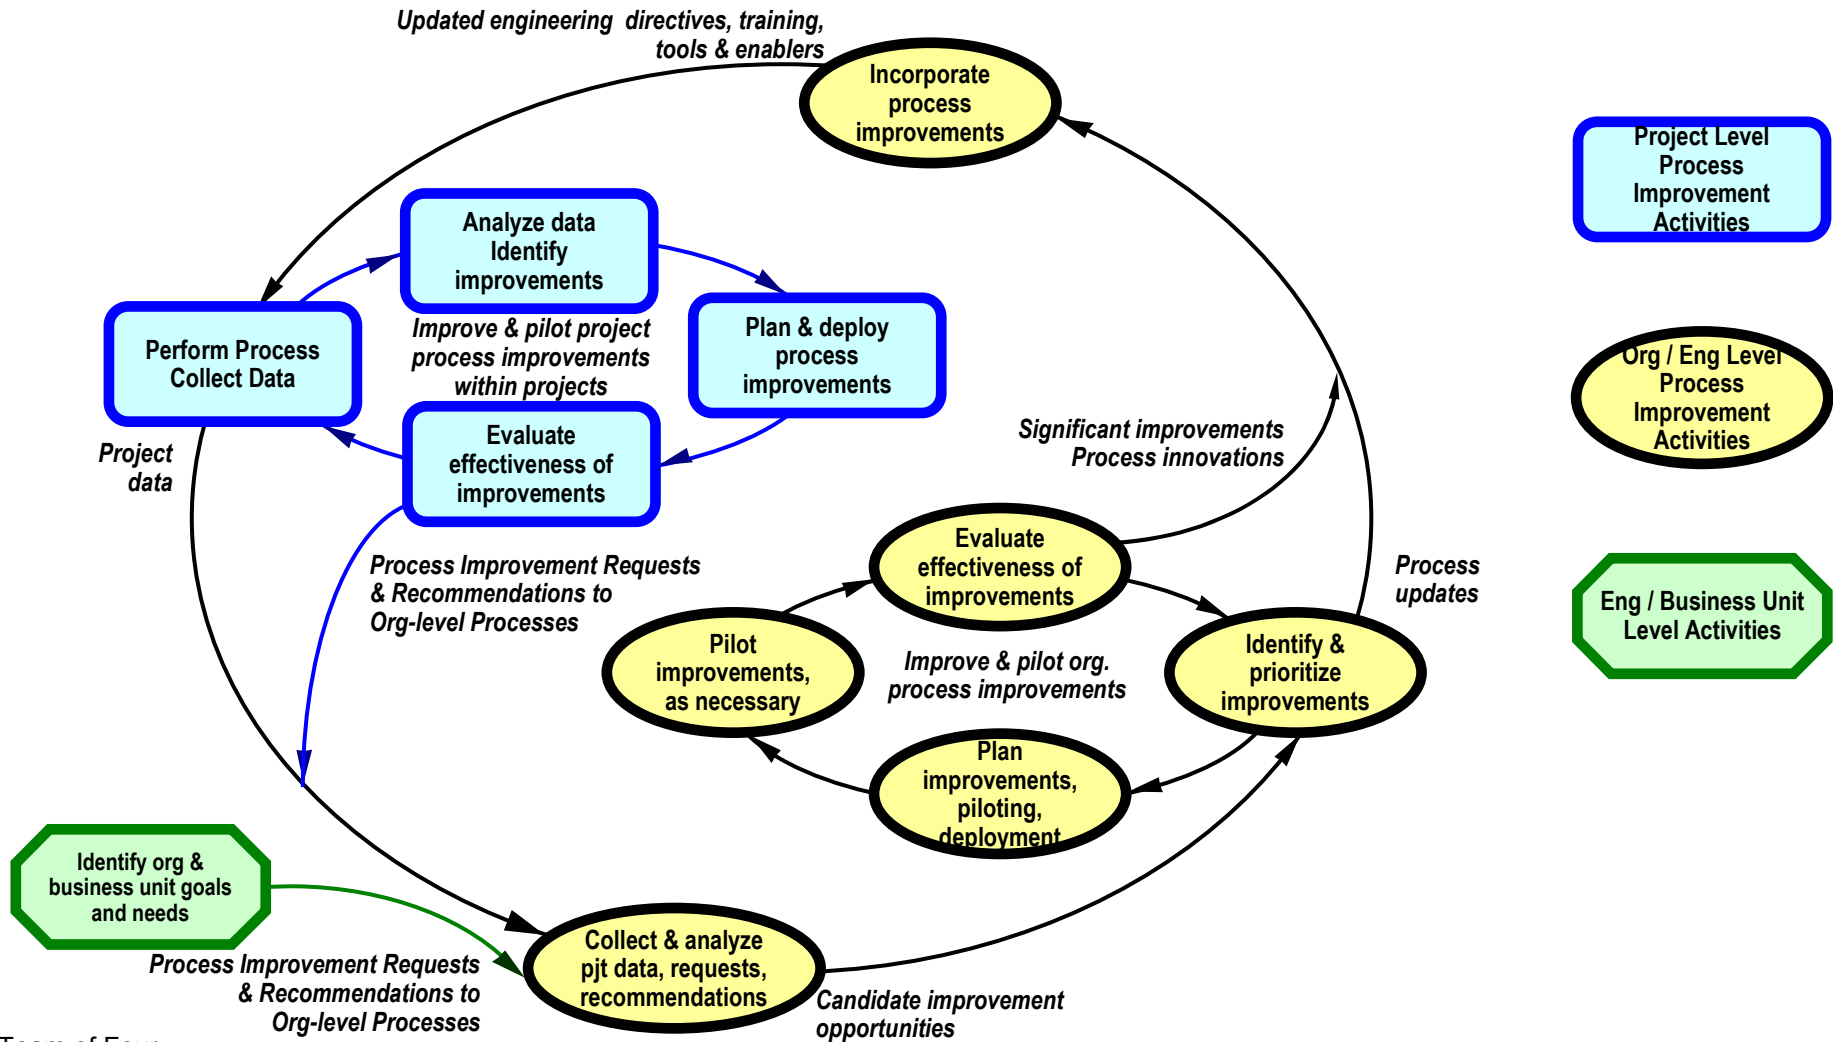 Updated engineering directives, training,
tools & enablers
Incorporate
process
improvements
Project Level
Process
Improvement
Activities
Analyze data
Identify
improvements
Improve & pilot project
process improvements
within projects
Perform Process
Collect Data
Plan & deploy
process
improvements
Evaluate
effectiveness of
improvements
Project
data
Org / Eng Level
Process
Improvement
Activities
Significant improvements
Process innovations
Process Improvement Requests
& Recommendations to
Org-level Processes
Evaluate
effectiveness of
improvements
Process
updates
Eng / Business Unit
Level Activities
Pilot
improvements,
as necessary
Improve & pilot org.
process improvements
Identify &
prioritize
improvements
Plan
improvements,
piloting,
deployment
Identify org &
business unit goals
and needs
Process Improvement Requests
& Recommendations to
Org-level Processes
Collect & analyze
pjt data, requests,
recommendations
Candidate improvement
opportunities
Team of Four